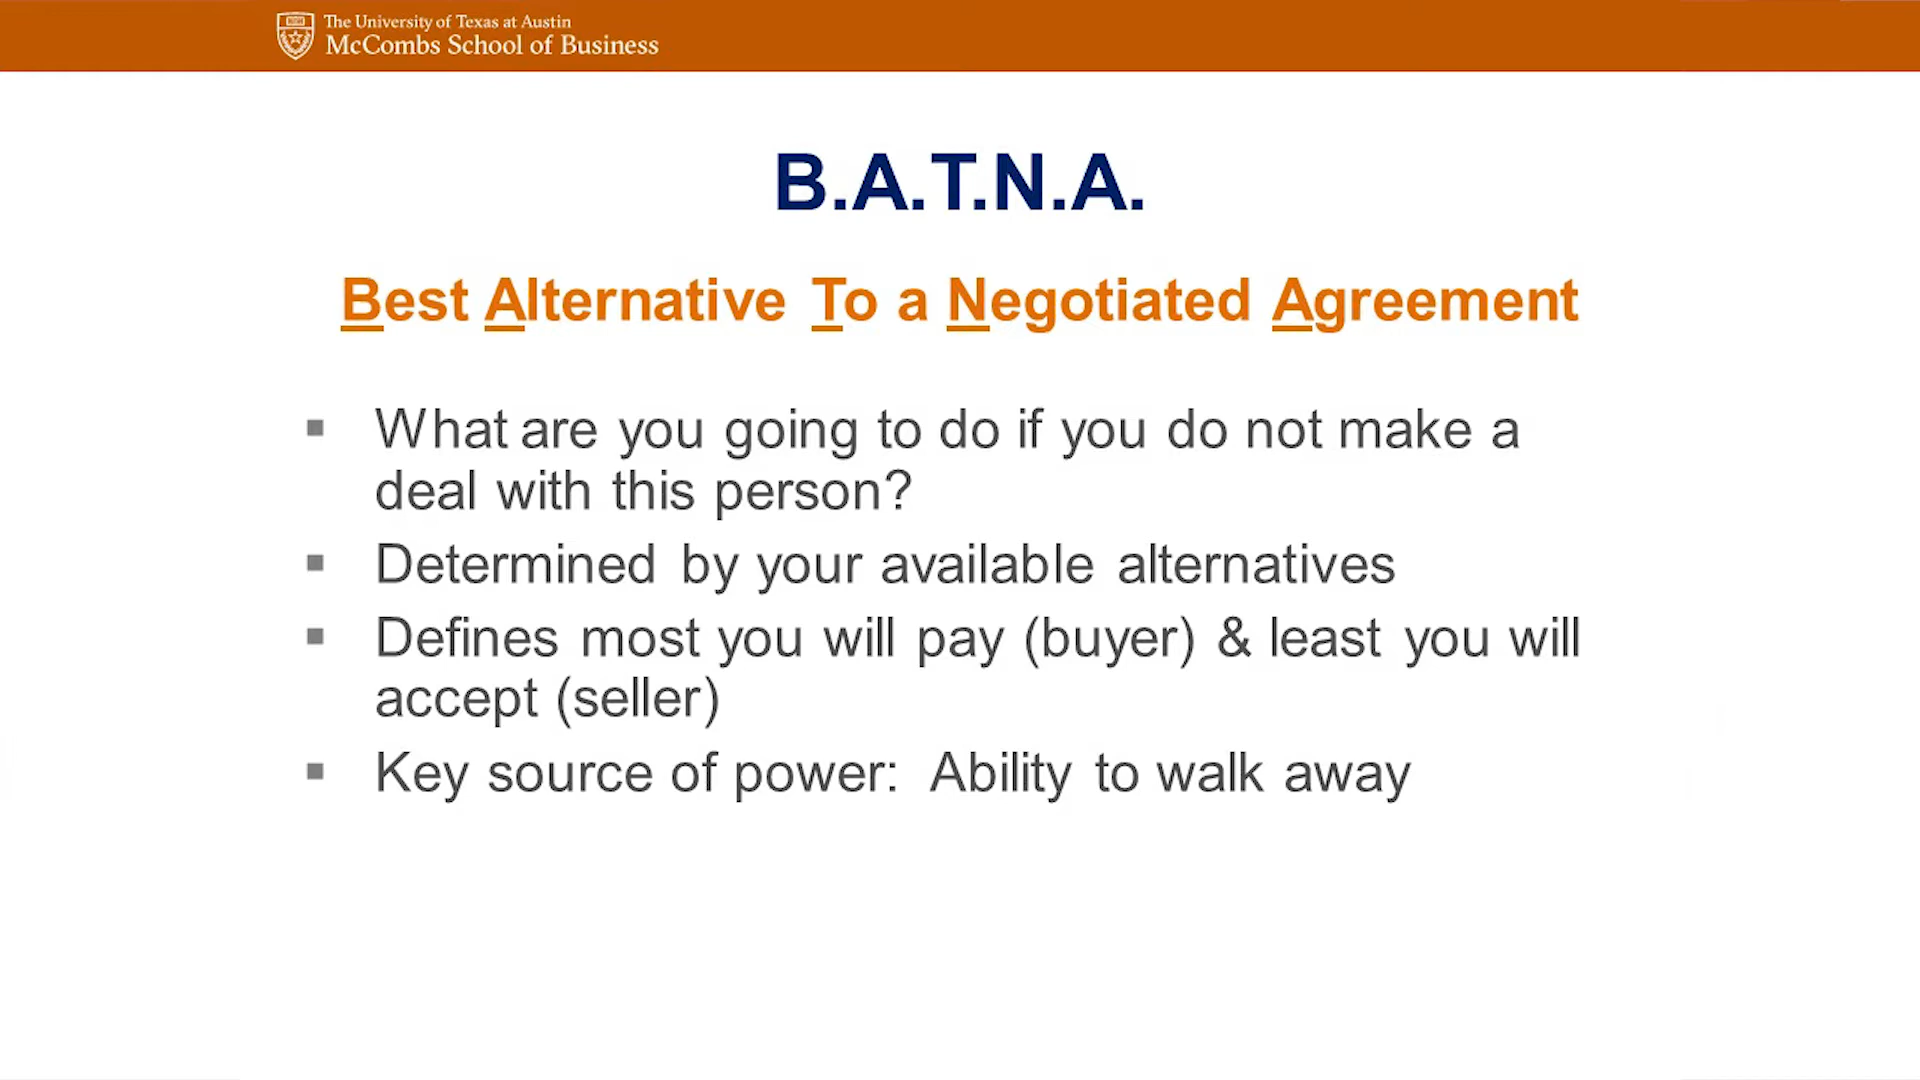 The University of Texas at Austin
McCombs School of Business
B.A.T.N.A.
Best Alternative To a Negotiated Agreement
▪ What are you going to do if you do not make a
deal with this person?
▪ Determined by your available alternatives
▪ Defines most you will pay (buyer) & least you will
accept (seller)
▪ Key source of power: Ability to walk away